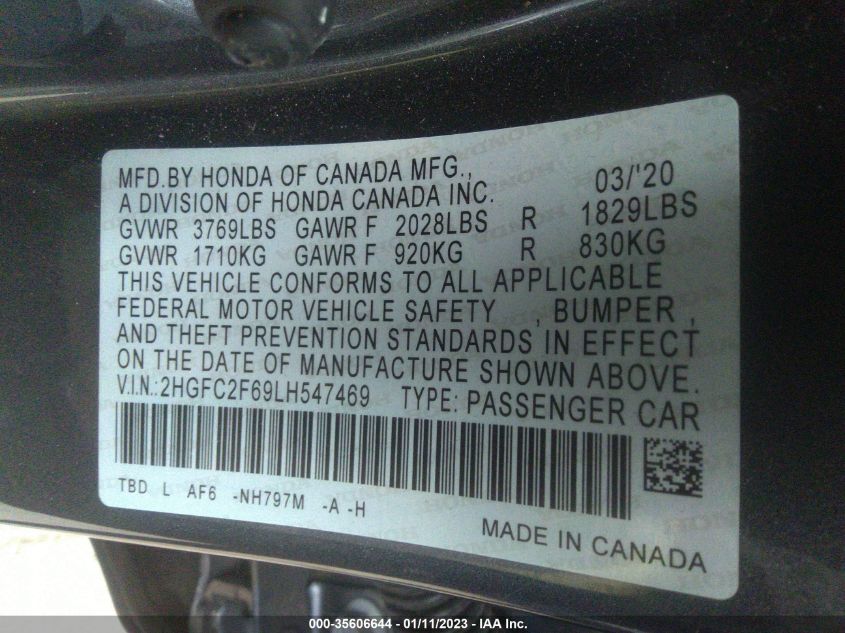 MFD.BY HONDA OF CANADA MFG., 03/'20
A DIVISION OF HONDA CANADA INC.
GVWR 3769LBS GAWR F 2028LBS R 1829LBS
GVWR 1710KG GAWR F 920KG R 830KG
THIS VEHICLE CONFORMS TO ALL APPLICABLE
FEDERAL MOTOR VEHICLE SAFETY , BUMPER ,
AND THEFT PREVENTION STANDARDS IN EFFECT
ON THE DATE OF MANUFACTURE SHOWN ABOVE.
V.I.N.:2HGFC2F69LH547469 TYPE: PASSENGER CAR
TBD L AF6 -NH797M -A -H
MADE IN CANADA
000-35606644 - 01/11/2023 - IAA Inc.